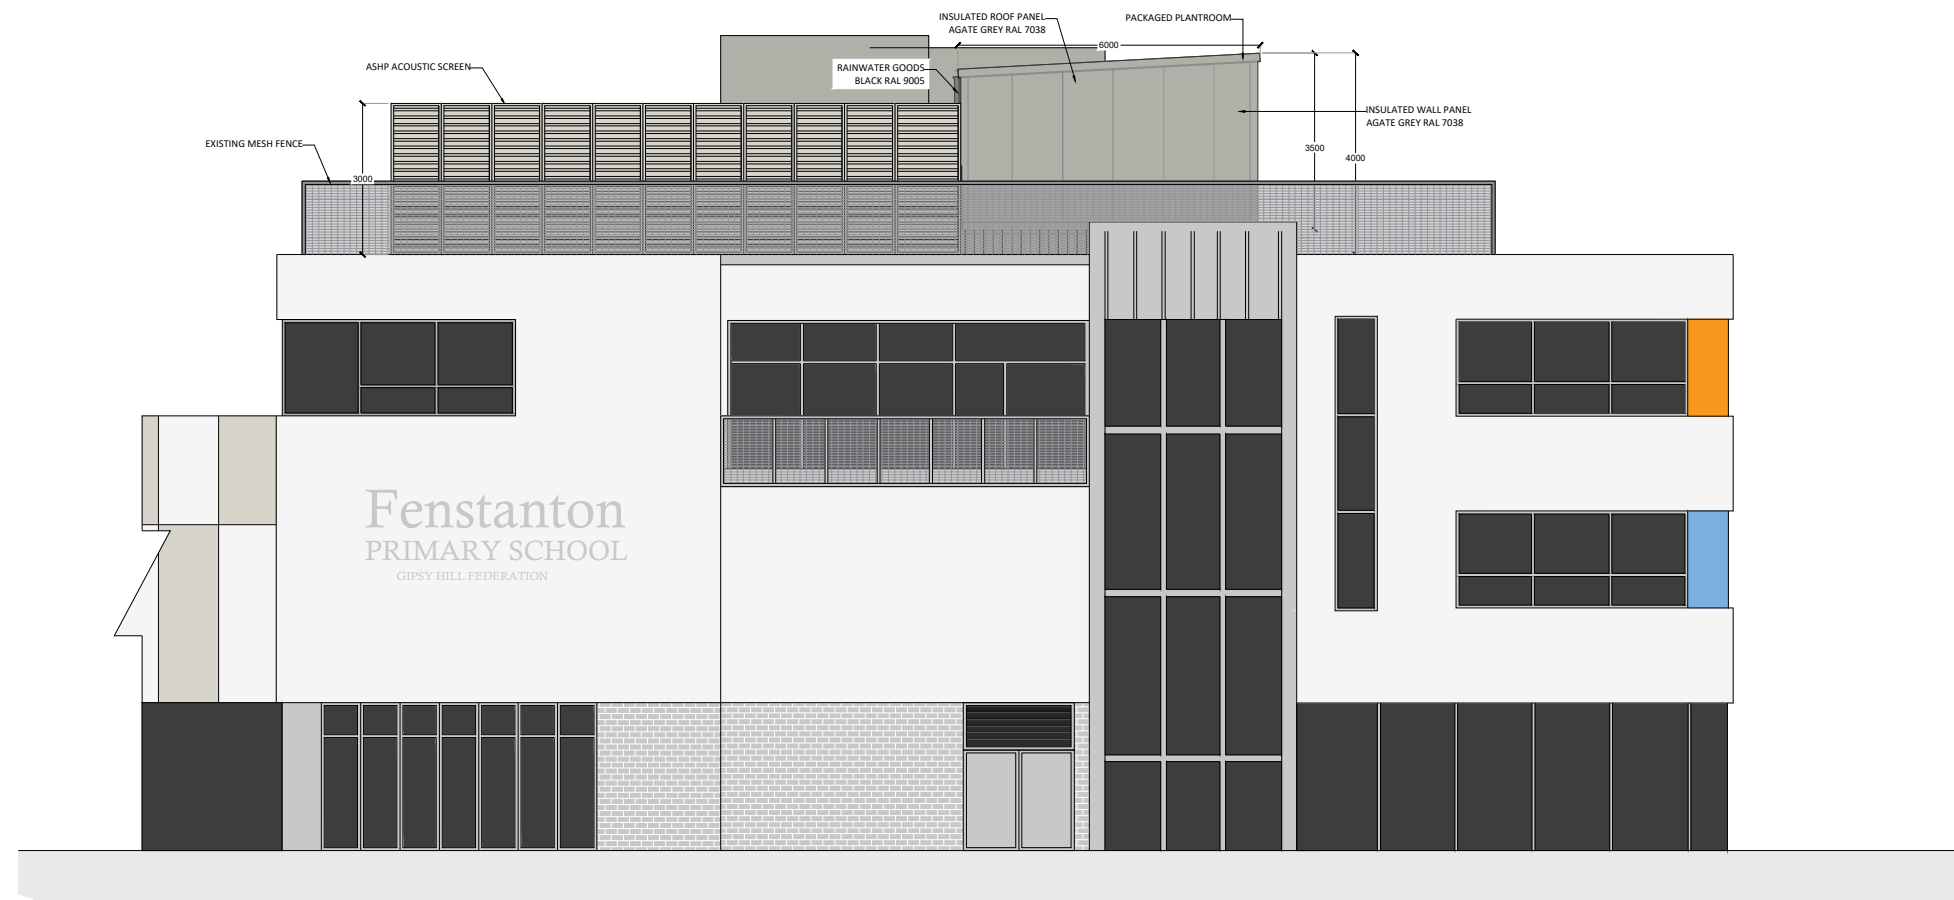 INSULATED ROOF PANEL
AGATE GREY RAL 7038
PACKAGED PLANTROOM
6000
ASHP ACOUSTIC SCREEN
RAINWATER GOODS
BLACK RAL 9005
INSULATED WALL PANEL
AGATE GREY RAL 7038
EXISTING MESH FENCE
3500
4000
3000
Fenstanton
PRIMARY SCHOOL
GIPSY HILL FEDERATION